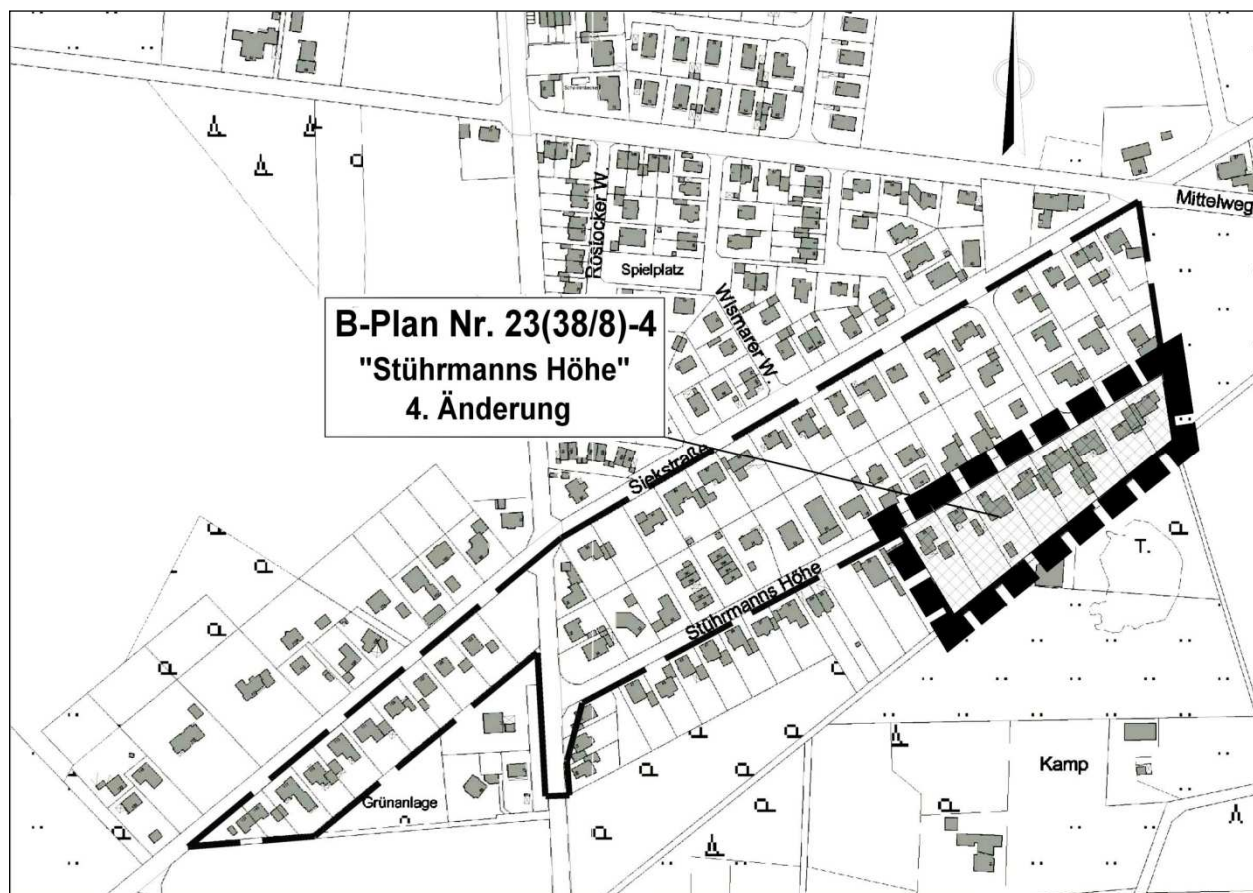 Mittelweg
Rostocker W.
Spielplatz
Wismarer W.
B-Plan Nr. 23(38/8)-4
"Stührmanns Höhe"
4. Änderung
Siekstraße
T.
Stührmanns Höhe
Kamp
Grünanlage